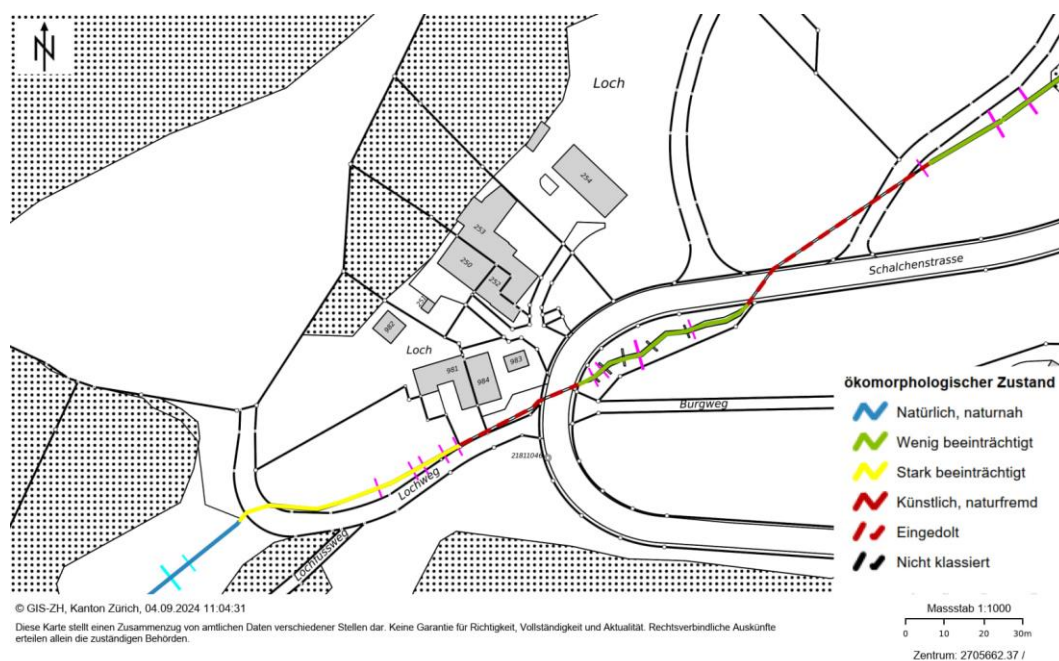 N
Loch
254
253
250
252
982
Loch
981
984
983
Schalchenstrasse
Burgweg
21811046
Lochweg
Lochfussweg
ökomorphologischer Zustand
Natürlich, naturnah
Wenig beeinträchtigt
Stark beeinträchtigt
Künstlich, naturfremd
Eingedolt
Nicht klassiert
© GIS-ZH, Kanton Zürich, 04.09.2024 11:04:31
Diese Karte stellt einen Zusammenzug von amtlichen Daten verschiedener Stellen dar. Keine Garantie für Richtigkeit, Vollständigkeit und Aktualität. Rechtsverbindliche Auskünfte
erteilen allein die zuständigen Behörden.
Massstab 1:1000
0 10 20 30m
Zentrum: 2705662.37 /